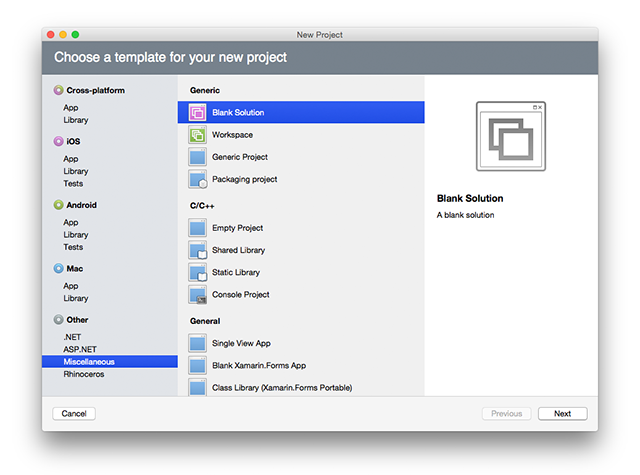 New Project
Choose a template for your new project
Cross-platform
App
Library
iOS
App
Library
Tests
Android
App
Library
Tests
Mac
App
Library
Other
.NET
ASP.NET
Miscellaneous
Rhinoceros
Generic
Blank Solution
Workspace
Generic Project
Packaging project
C/C++
Empty Project
Shared Library
Static Library
Console Project
General
Single View App
Blank Xamarin.Forms App
Class Library (Xamarin.Forms Portable)
Blank Solution
A blank solution
Cancel
Previous
Next